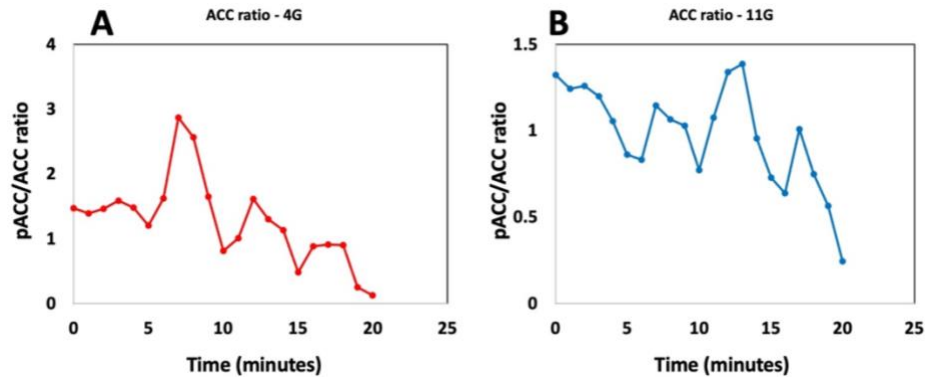 A
ACC ratio - 4G
pACC/ACC ratio
4
3
2
1
0
0 5 10 15 20 25
Time (minutes)
B
ACC ratio - 11G
pACC/ACC ratio
1.5
1
0.5
0
0 5 10 15 20 25
Time (minutes)